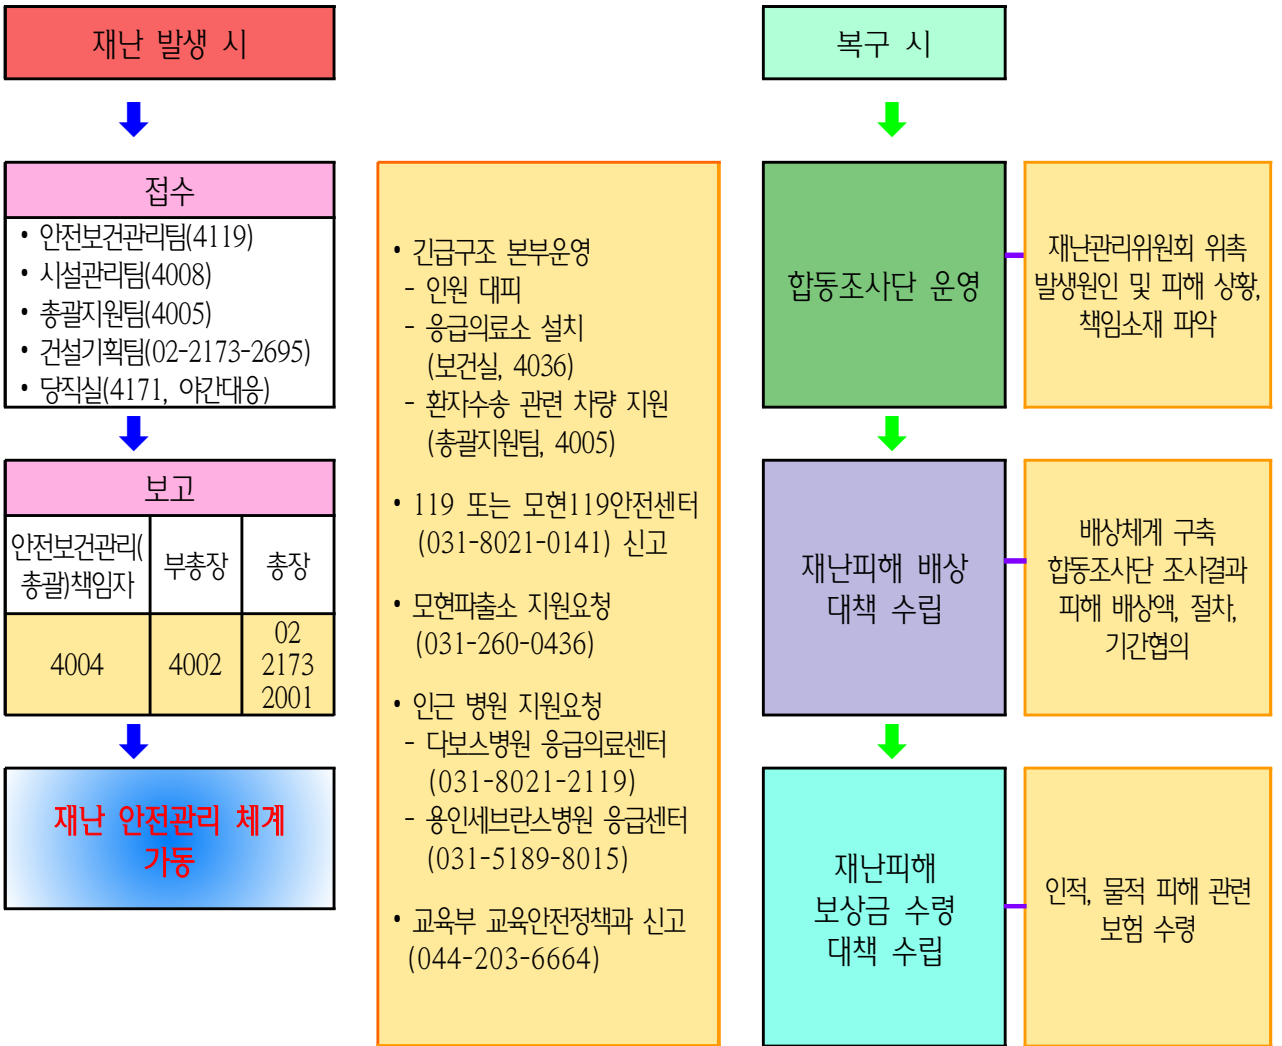 재난 발생 시
접수
• 안전보건관리팀(4119)
• 시설관리팀(4008)
• 총괄지원팀(4005)
• 건설기획팀(02-2173-2695)
• 당직실(4171, 야간대응)
보고
안전보건관리(
총괄)책임자
부총장
총장
4004
4002
02
2173
2001
재난 안전관리 체계
가동
• 긴급구조 본부운영
- 인원 대피
- 응급의료소 설치
(보건실, 4036)
- 환자수송 관련 차량 지원
(총괄지원팀, 4005)
• 119 또는 모현119안전센터
(031-8021-0141) 신고
• 모현파출소 지원요청
(031-260-0436)
• 인근 병원 지원요청
- 다보스병원 응급의료센터
(031-8021-2119)
- 용인세브란스병원 응급센터
(031-5189-8015)
• 교육부 교육안전정책과 신고
(044-203-6664)
복구 시
합동조사단 운영
재난관리위원회 위촉
발생원인 및 피해 상황,
책임소재 파악
재난피해 배상
대책 수립
배상체계 구축
합동조사단 조사결과
피해 배상액, 절차,
기간협의
재난피해
보상금 수령
대책 수립
인적, 물적 피해 관련
보험 수령